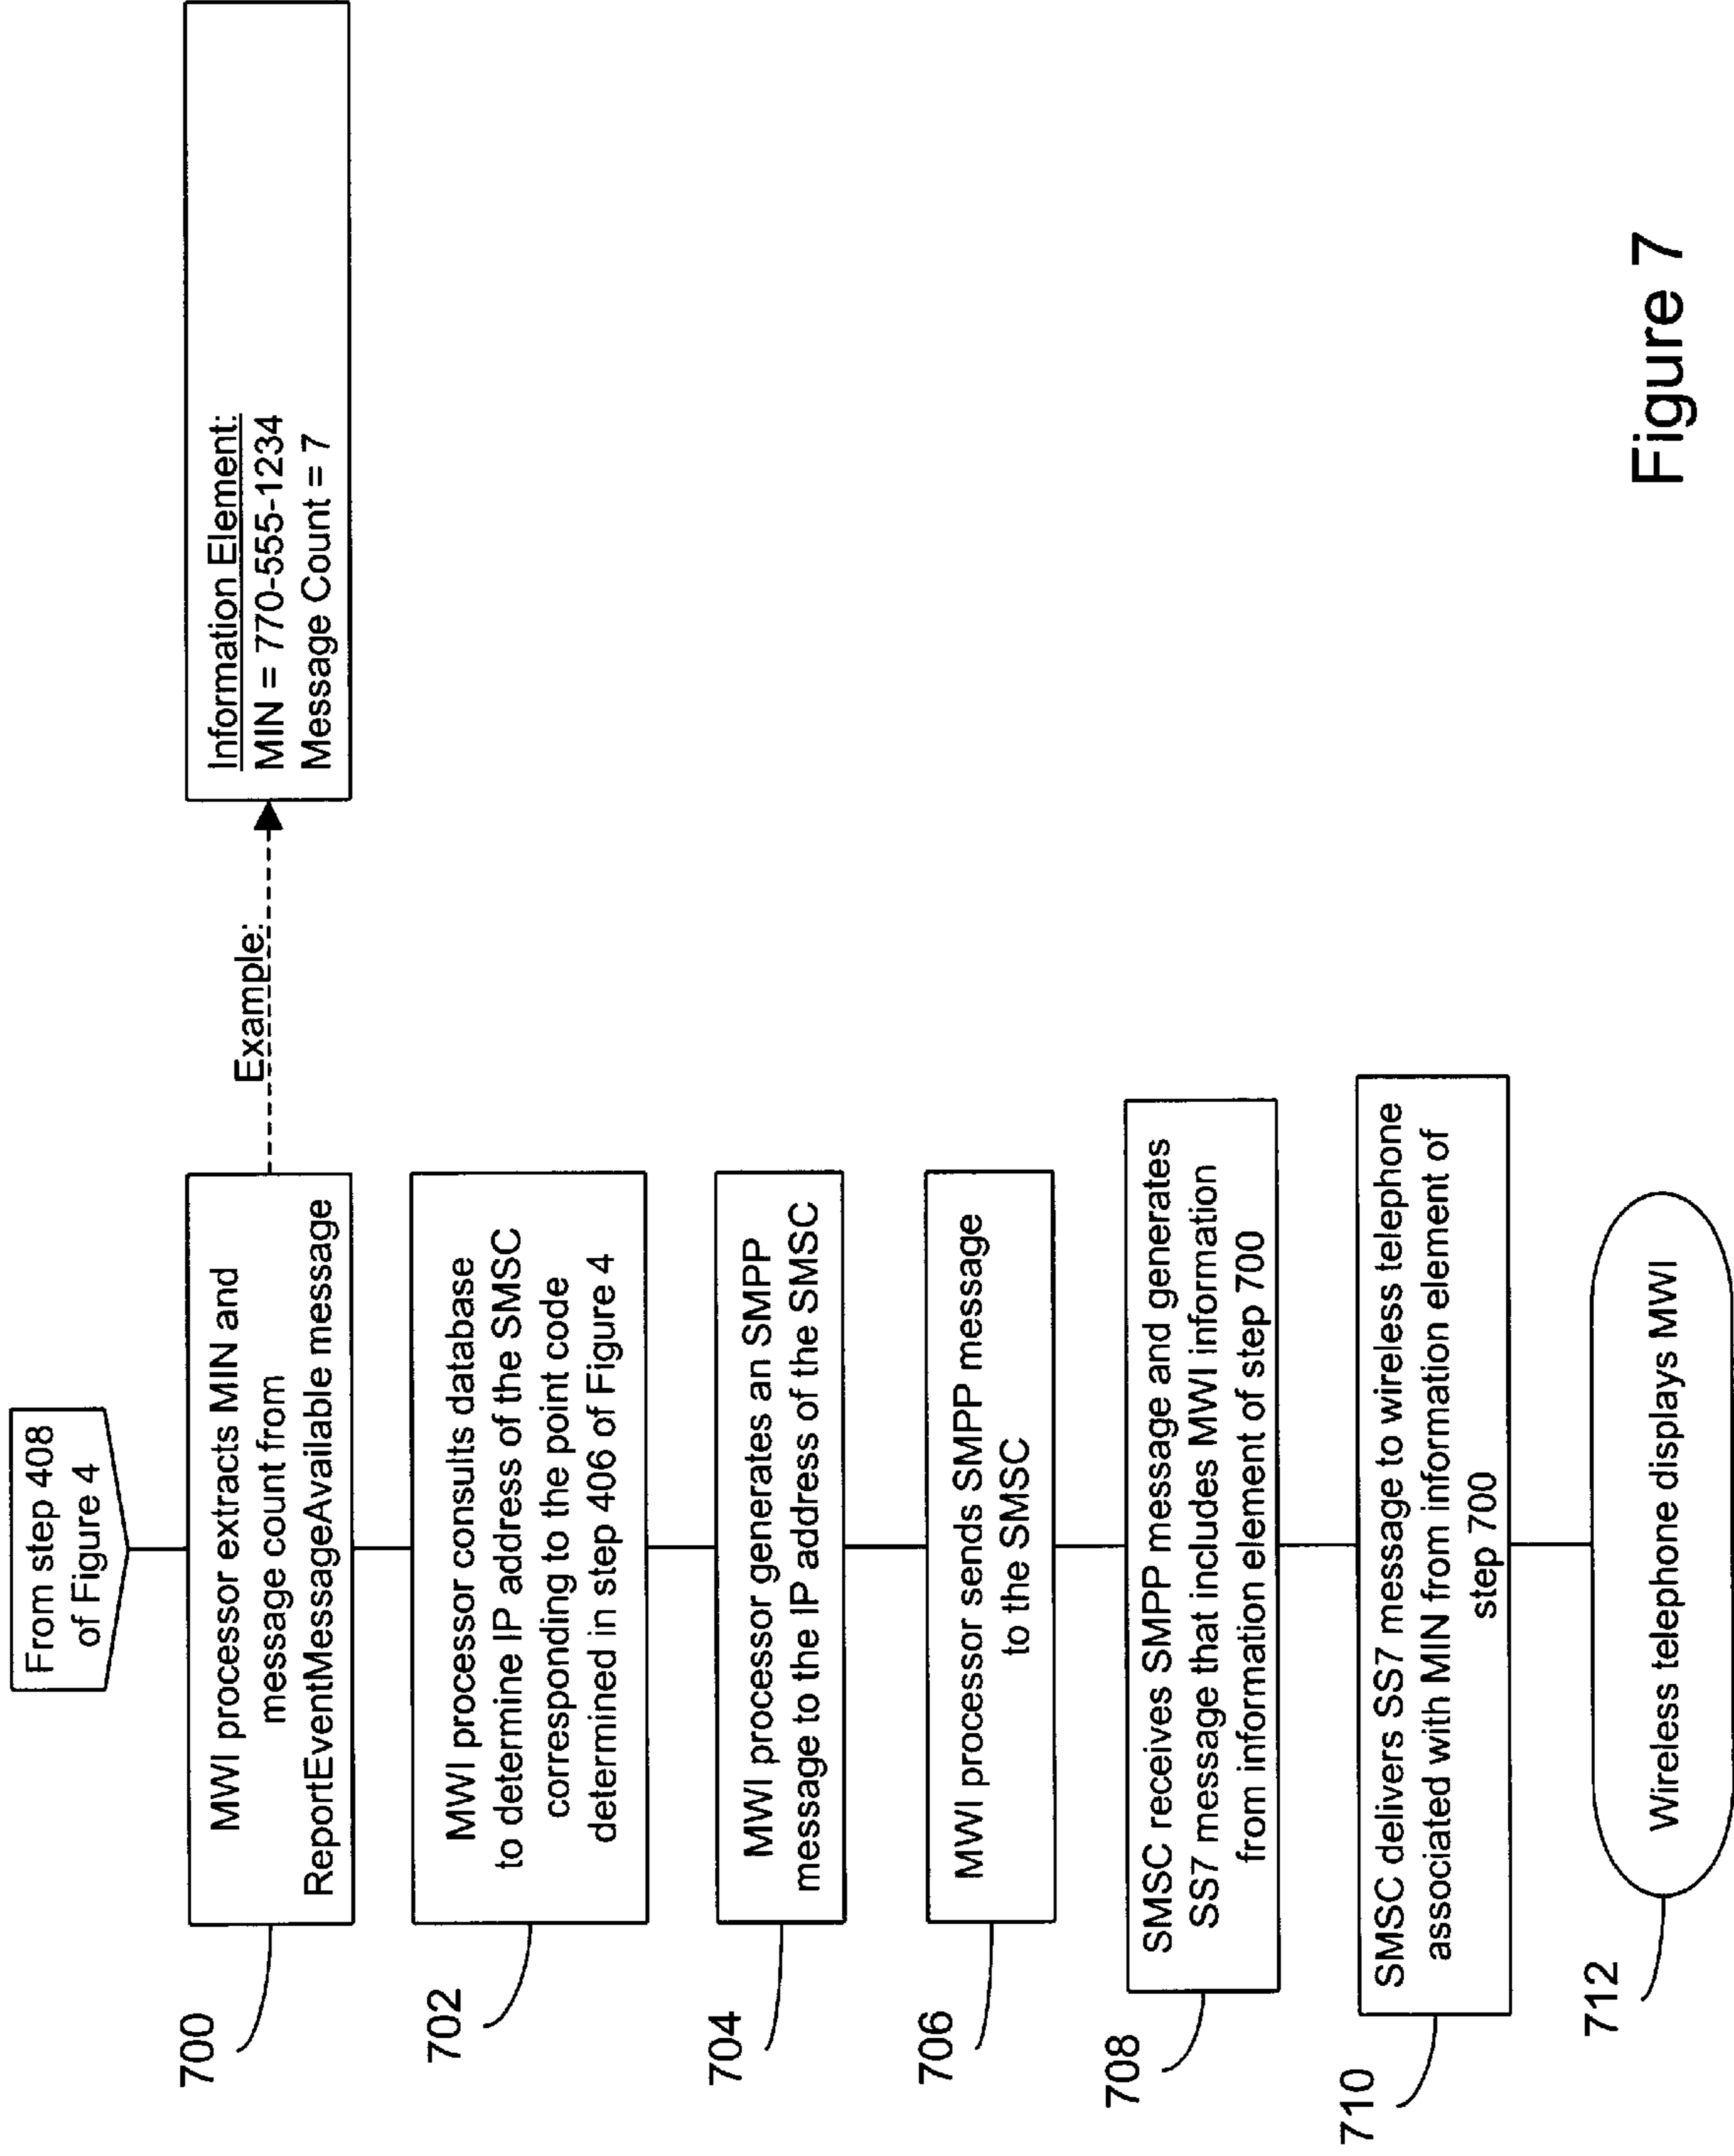 From step 408
of Figure 4
700
MWI processor extracts MIN and
message count from
ReportEventMessageAvailable message
Example:
Information Element:
MIN = 770-555-1234
Message Count = 7
702
MWI processor consults database
to determine IP address of the SMSC
corresponding to the point code
determined in step 406 of Figure 4
704
MWI processor generates an SMPP
message to the IP address of the SMSC
706
MWI processor sends SMPP message
to the SMSC
708
SMSC receives SMPP message and generates
SS7 message that includes MWI information
from information element of step 700
710
SMSC delivers SS7 message to wireless telephone
associated with MIN from information element of
step 700
712
Wireless telephone displays MWI
Figure 7